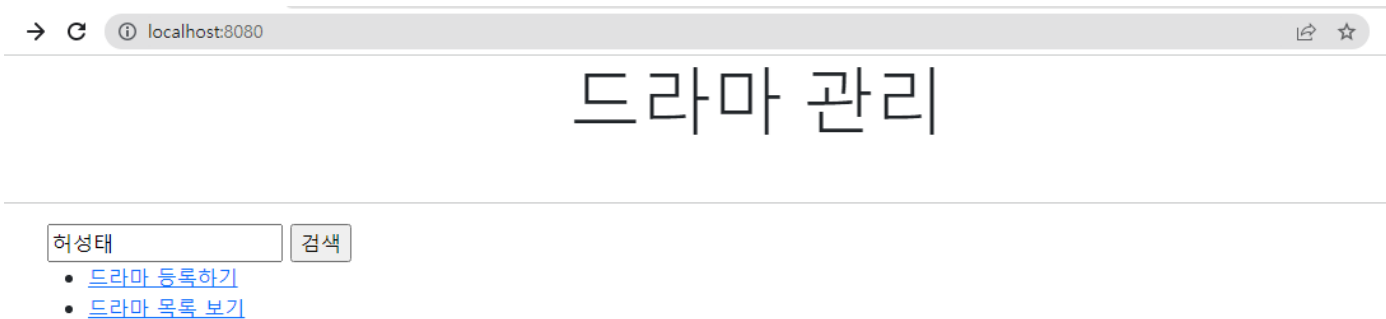 localhost:8080
드라마 관리
허성태 검색
드라마 등록하기
드라마 목록 보기